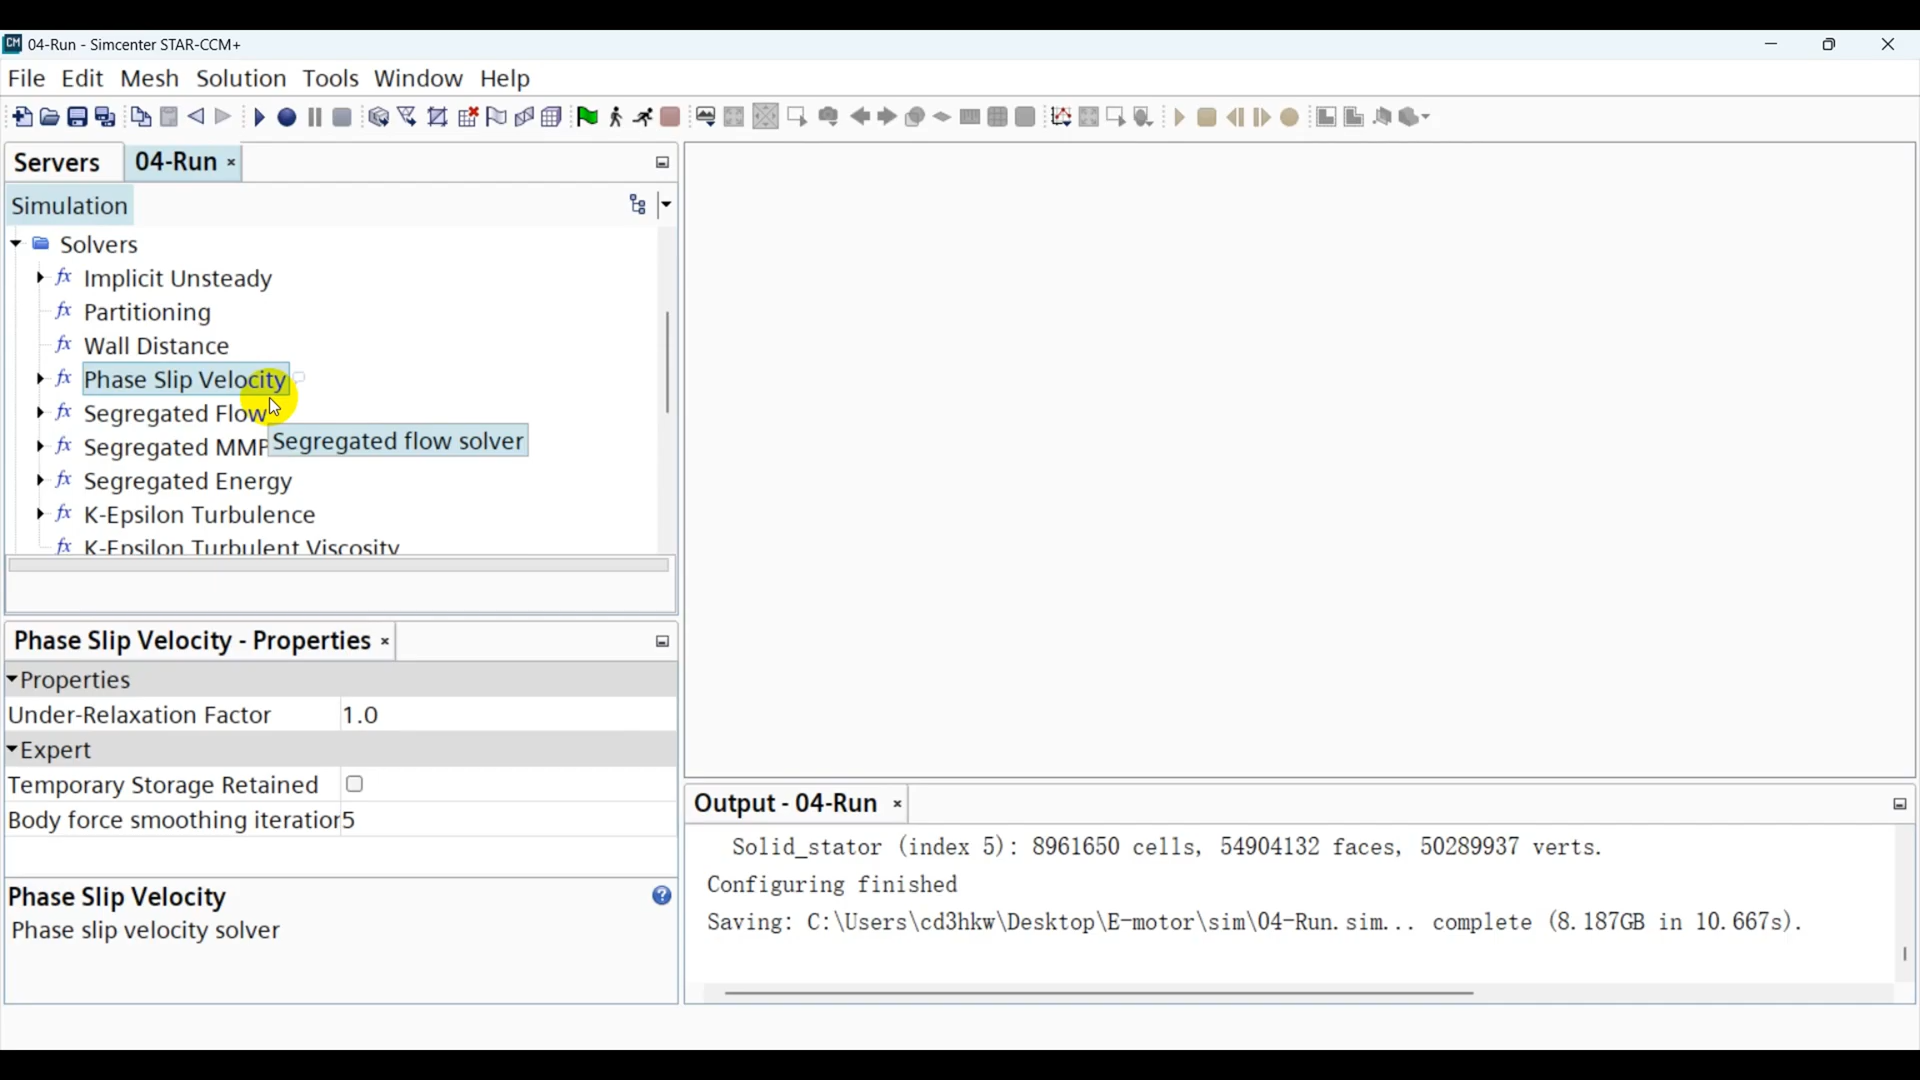 04-Run - Simcenter STAR-CCM+
File Edit Mesh Solution Tools Window Help
Servers 04-Run ×
Simulation
Solvers
Implicit Unsteady
Partitioning
Wall Distance
Phase Slip Velocity
Segregated Flow
Segregated MMP
Segregated flow solver
Segregated Energy
K-Epsilon Turbulence
K-Epsilon Turbulent Viscosity
Phase Slip Velocity - Properties ×
Properties
Under-Relaxation Factor 1.0
Expert
Temporary Storage Retained
Body force smoothing iteration 5
Phase Slip Velocity
Phase slip velocity solver
Output - 04-Run ×
Solid_stator (index 5): 8961650 cells, 54904132 faces, 50289937 verts.
Configuring finished
Saving: C:\Users\cd3hkw\Desktop\E-motor\sim\04-Run.sim... complete (8.187GB in 10.667s).